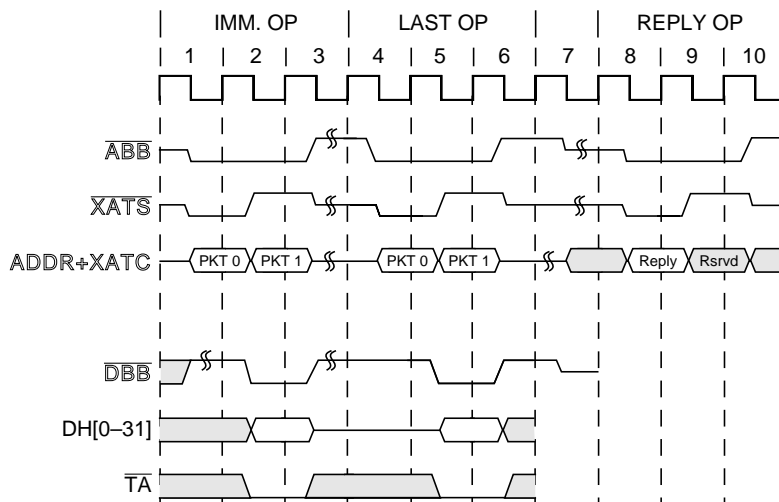 IMM. OP LAST OP REPLY OP
1 2 3 4 5 6 7 8 9 10
ABB
XATS
ADDR+XATC PKT 0 PKT 1 PKT 0 PKT 1 Reply Rsrvd
DBB
DH[0–31]
TA